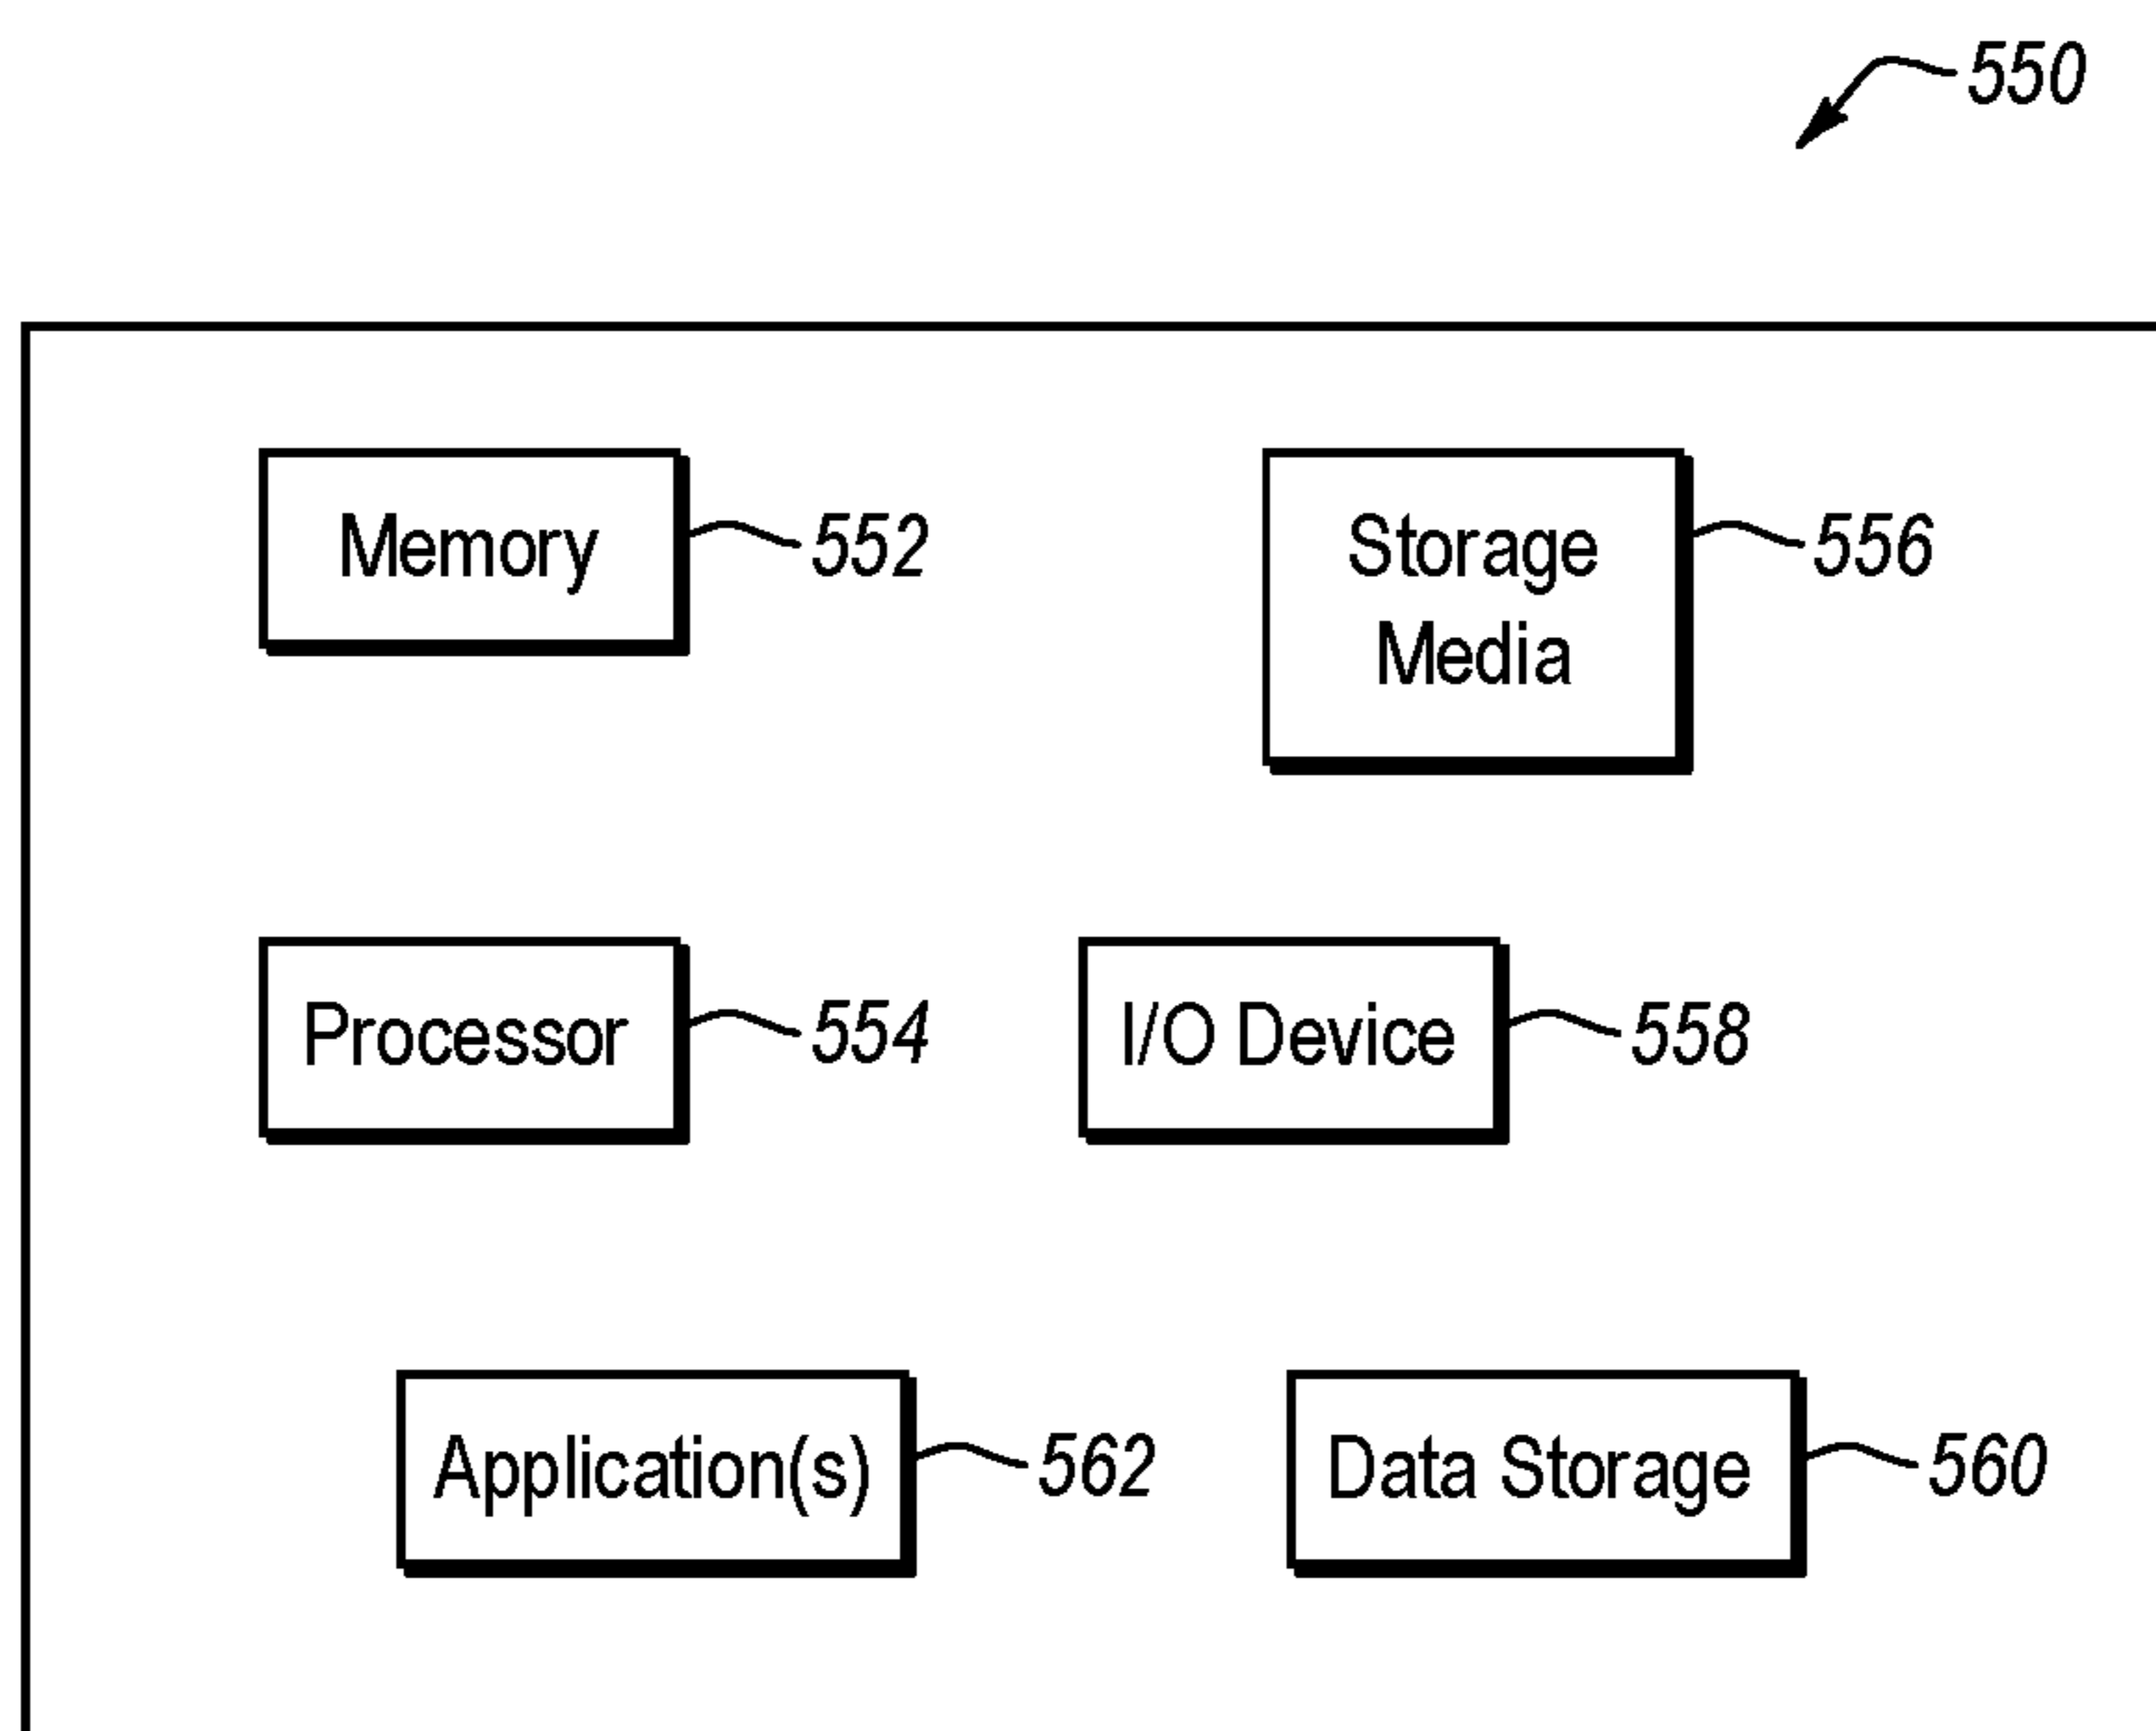 550
Memory 552
Storage 556
Media
Processor 554
I/O Device 558
Application(s) 562
Data Storage 560